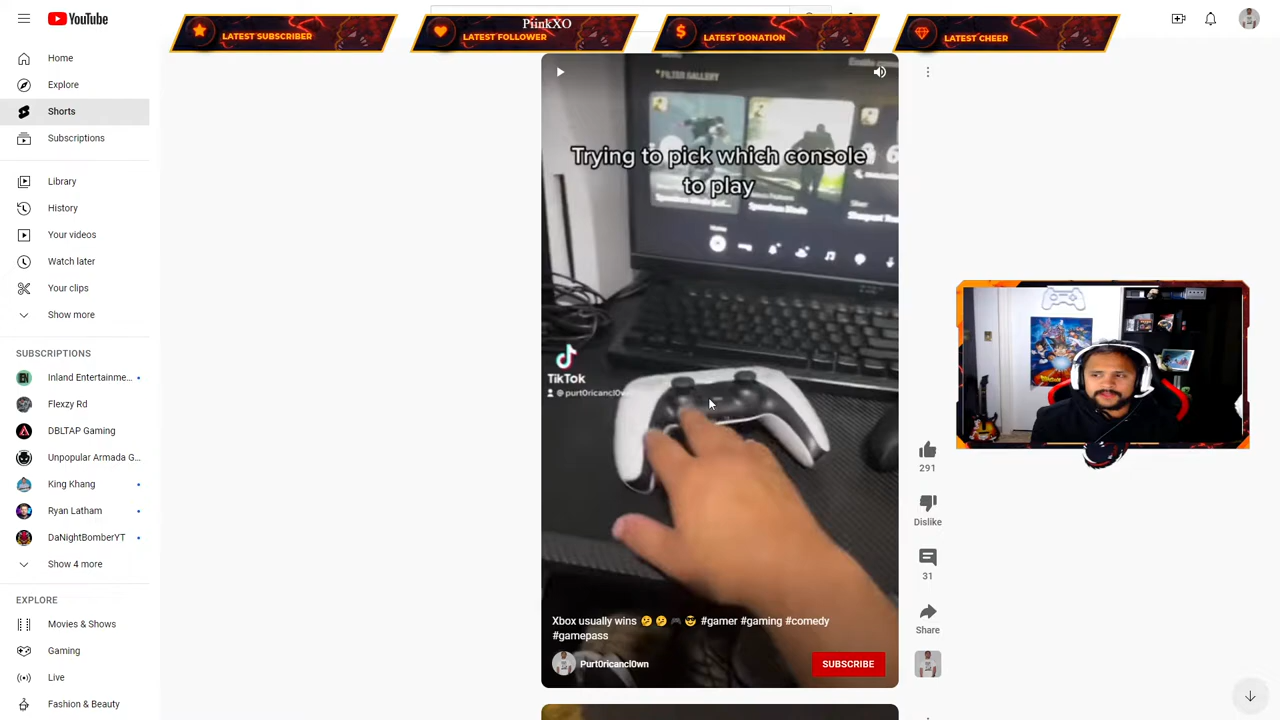 YouTube
PiinkXO
LATEST SUBSCRIBER
LATEST FOLLOWER
LATEST DONATION
LATEST CHEER
Home
Explore
Shorts
Subscriptions
Library
History
Your videos
Watch later
Your clips
Show more
SUBSCRIPTIONS
Inland Entertainme...
Flexzy Rd
DBLTAP Gaming
Unpopular Armada G...
King Khang
Ryan Latham
DaNightBomberYT
Show 4 more
EXPLORE
Movies & Shows
Gaming
Live
Fashion & Beauty
FILTER GALLERY
Trying to pick which console
to play
TikTok
Xbox usually wins 🤔 🤔 🎮 😎 #gamer #gaming #comedy
#gamepass
Purt0ricancl0wn
SUBSCRIBE
291
Dislike
31
Share